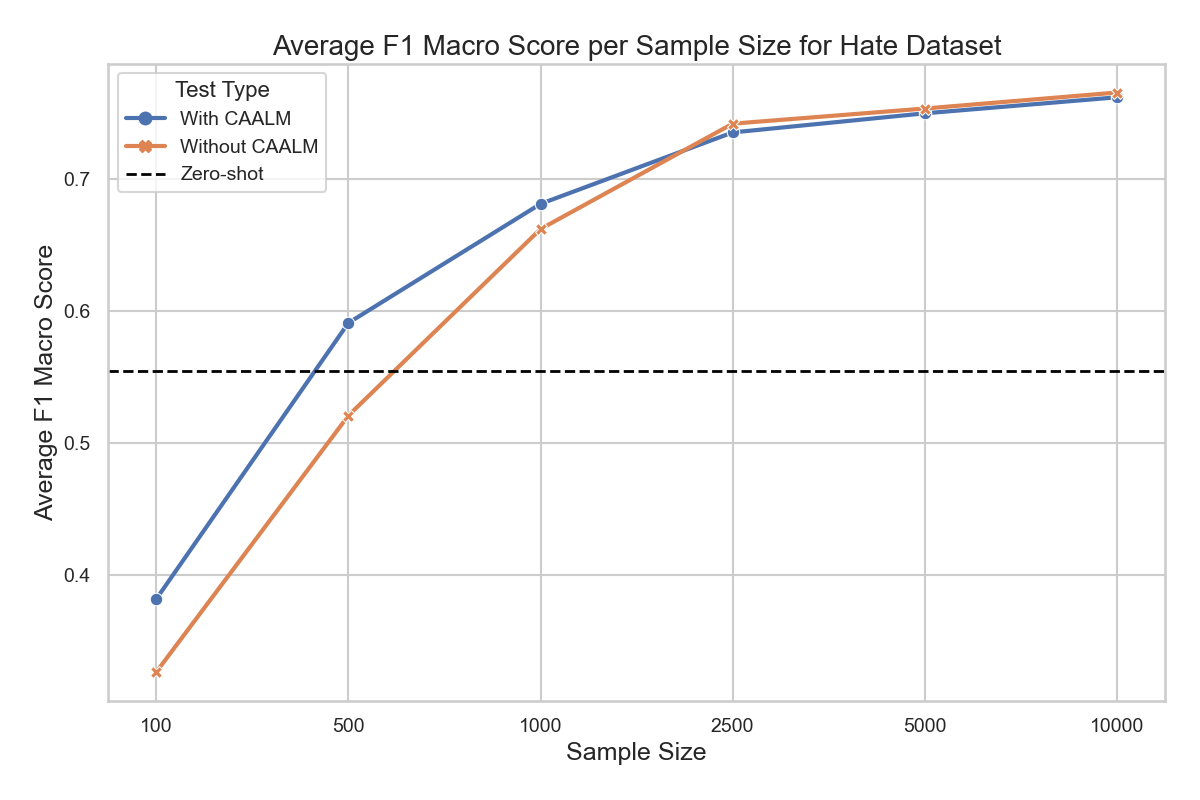 Average F1 Macro Score per Sample Size for Hate Dataset
Test Type
With CAALM
Without CAALM
Zero-shot
Average F1 Macro Score
0.7
0.6
0.5
0.4
100
500
1000
2500
5000
10000
Sample Size